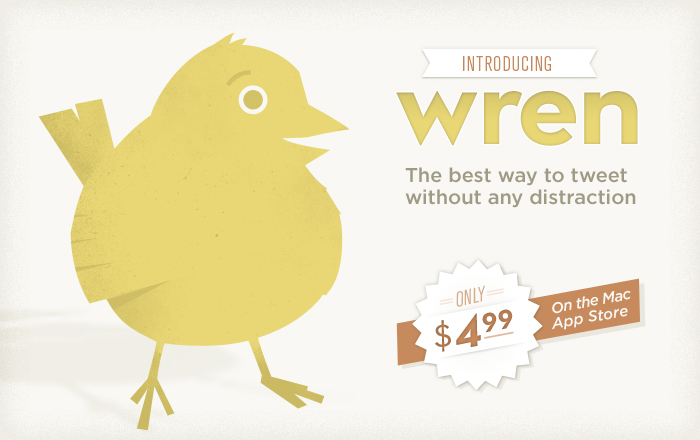 INTRODUCING
wren
The best way to tweet
without any distraction
ONLY
$4.99
On the Mac
App Store